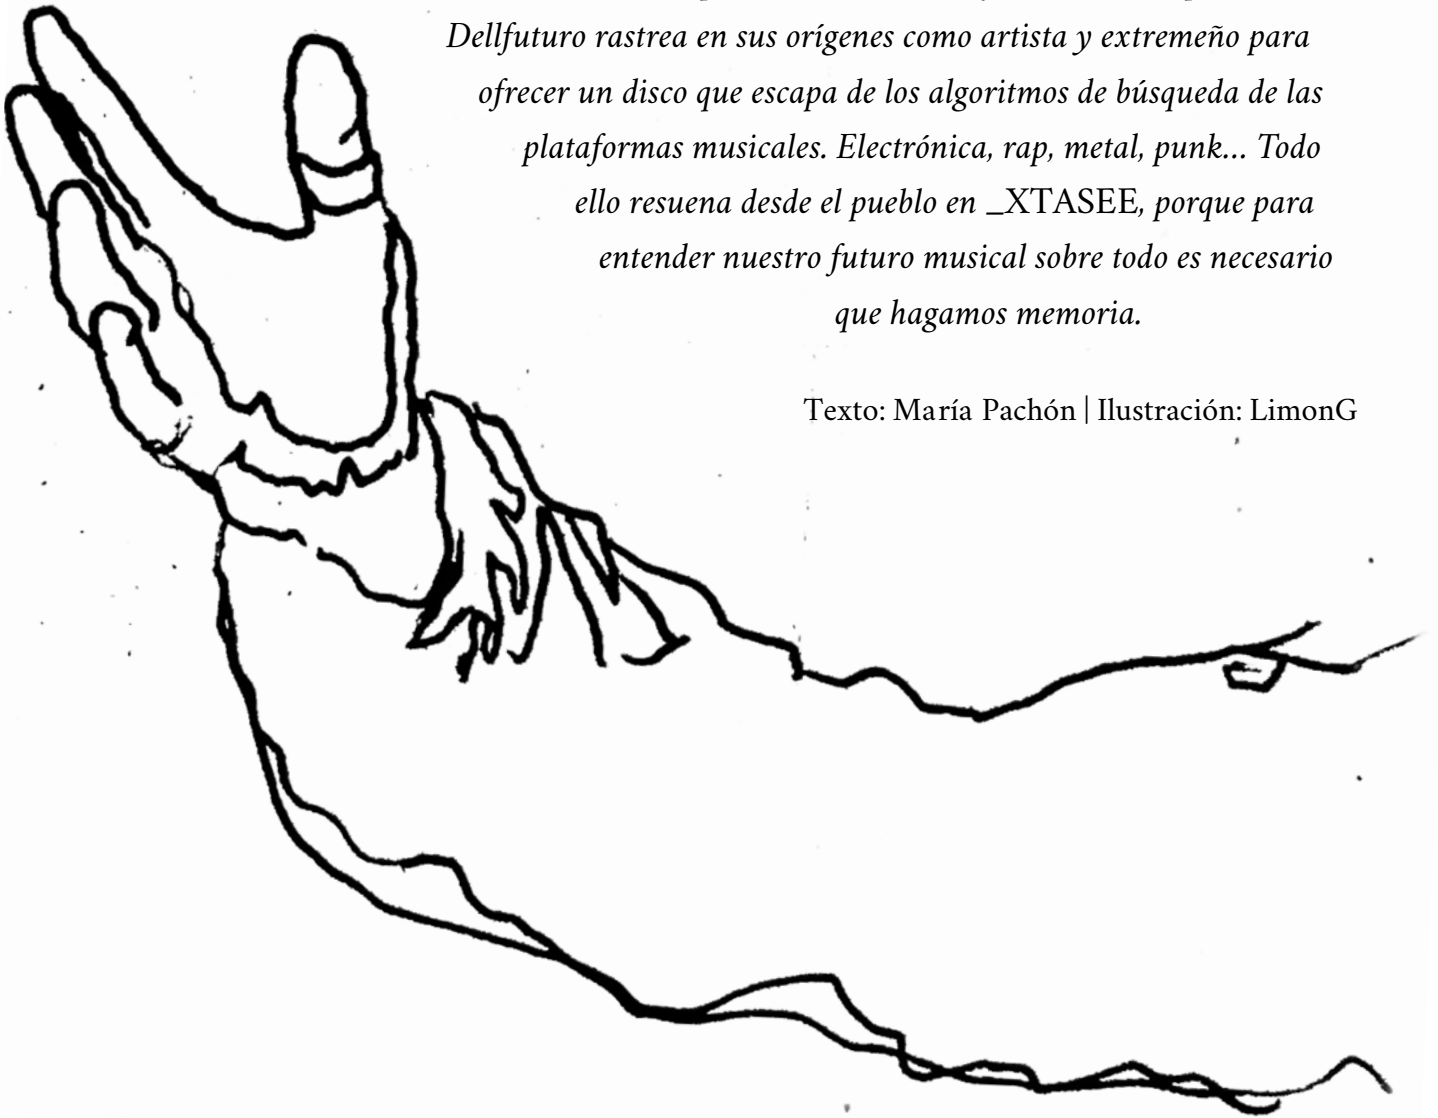 Dellfuturo rastrea en sus orígenes como artista y extremeño para
ofrecer un disco que escapa de los algoritmos de búsqueda de las
plataformas musicales. Electrónica, rap, metal, punk... Todo
ello resuena desde el pueblo en _XTASEE, porque para
entender nuestro futuro musical sobre todo es necesario
que hagamos memoria.
Texto: María Pachón | Ilustración: LimonG